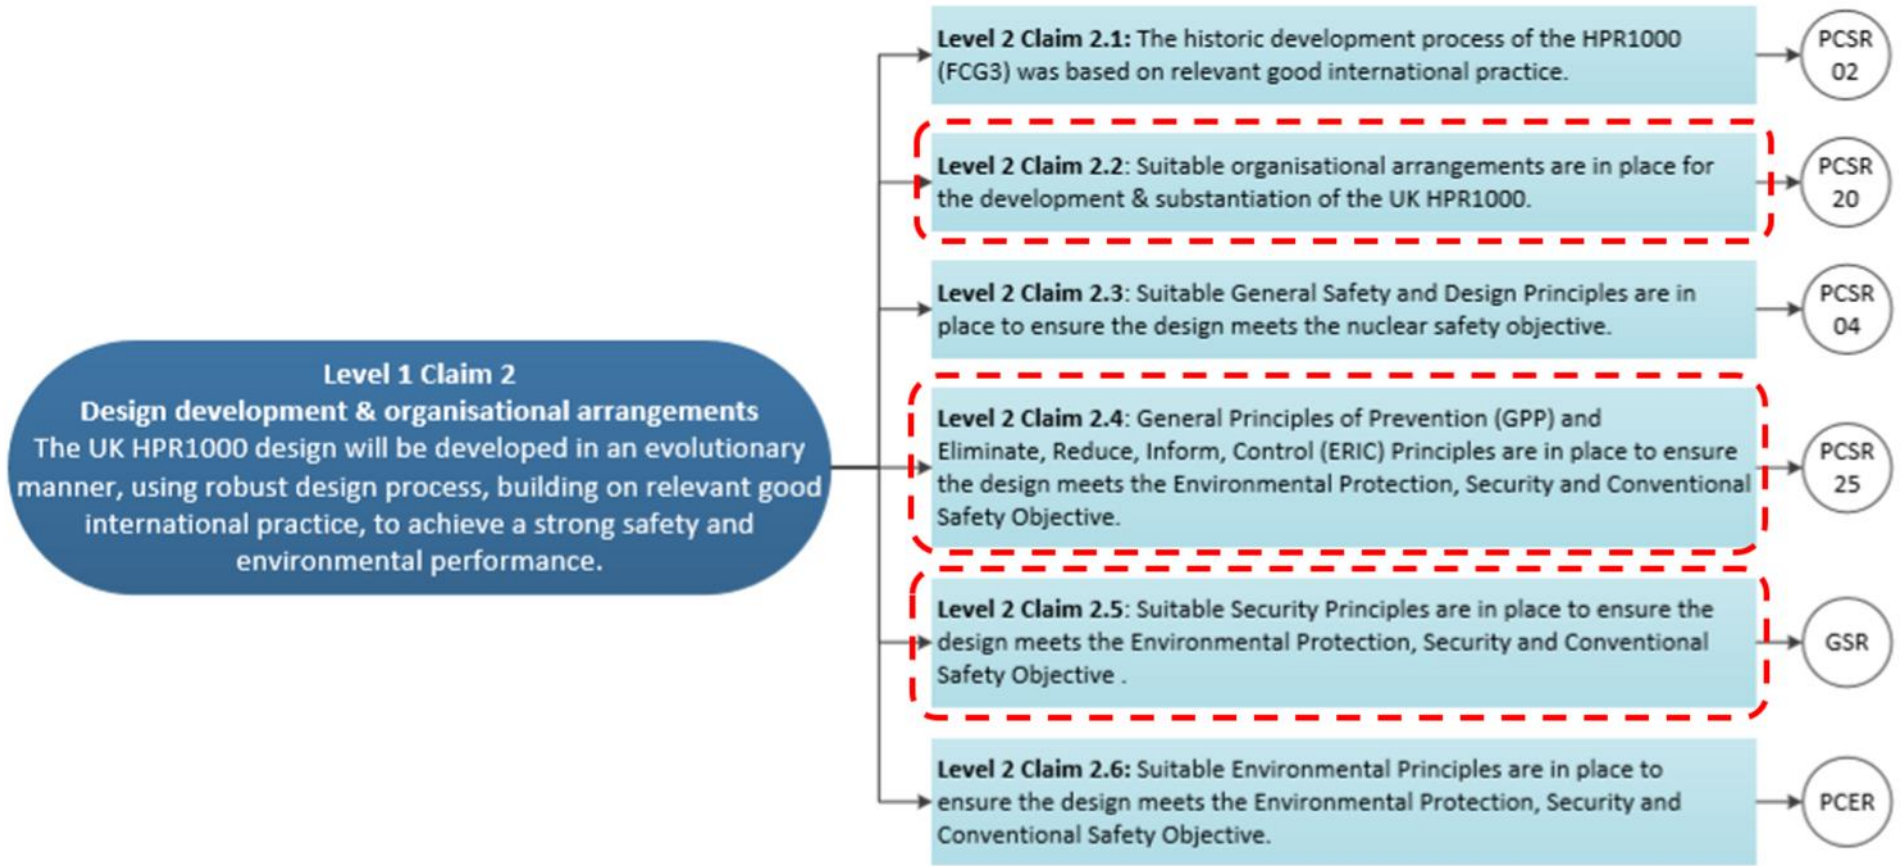 Level 1 Claim 2
Design development & organisational arrangements
The UK HPR1000 design will be developed in an evolutionary
manner, using robust design process, building on relevant good
international practice, to achieve a strong safety and
environmental performance.
Level 2 Claim 2.1: The historic development process of the HPR1000
(FCG3) was based on relevant good international practice.
PCSR
02
Level 2 Claim 2.2: Suitable organisational arrangements are in place for
the development & substantiation of the UK HPR1000.
PCSR
20
Level 2 Claim 2.3: Suitable General Safety and Design Principles are in
place to ensure the design meets the nuclear safety objective.
PCSR
04
Level 2 Claim 2.4: General Principles of Prevention (GPP) and
Eliminate, Reduce, Inform, Control (ERIC) Principles are in place to ensure
the design meets the Environmental Protection, Security and Conventional
Safety Objective.
PCSR
25
Level 2 Claim 2.5: Suitable Security Principles are in place to ensure the
design meets the Environmental Protection, Security and Conventional
Safety Objective .
GSR
Level 2 Claim 2.6: Suitable Environmental Principles are in place to
ensure the design meets the Environmental Protection, Security and
Conventional Safety Objective.
PCER